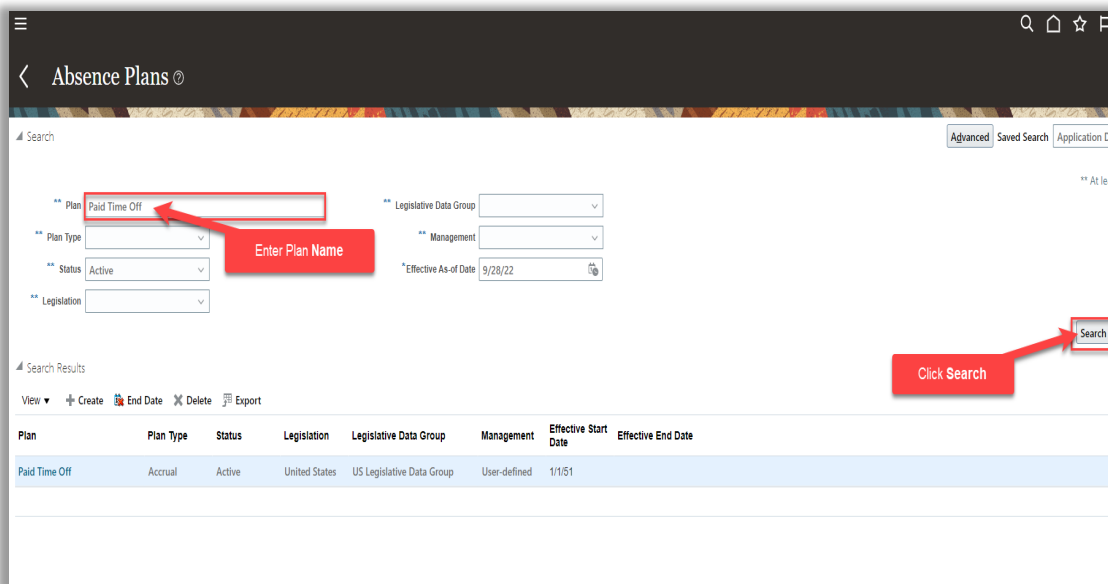 Absence Plans
Search
Advanced Saved Search Application D
** At le
** Plan Paid Time Off ** Legislative Data Group
** Plan Type ** Management
Enter Plan Name
** Status Active *Effective As-of Date 9/28/22
** Legislation
Search
Click Search
Search Results
View Create End Date Delete Export
Plan Plan Type Status Legislation Legislative Data Group Management Effective Start Date Effective End Date
Paid Time Off Accrual Active United States US Legislative Data Group User-defined 1/1/51